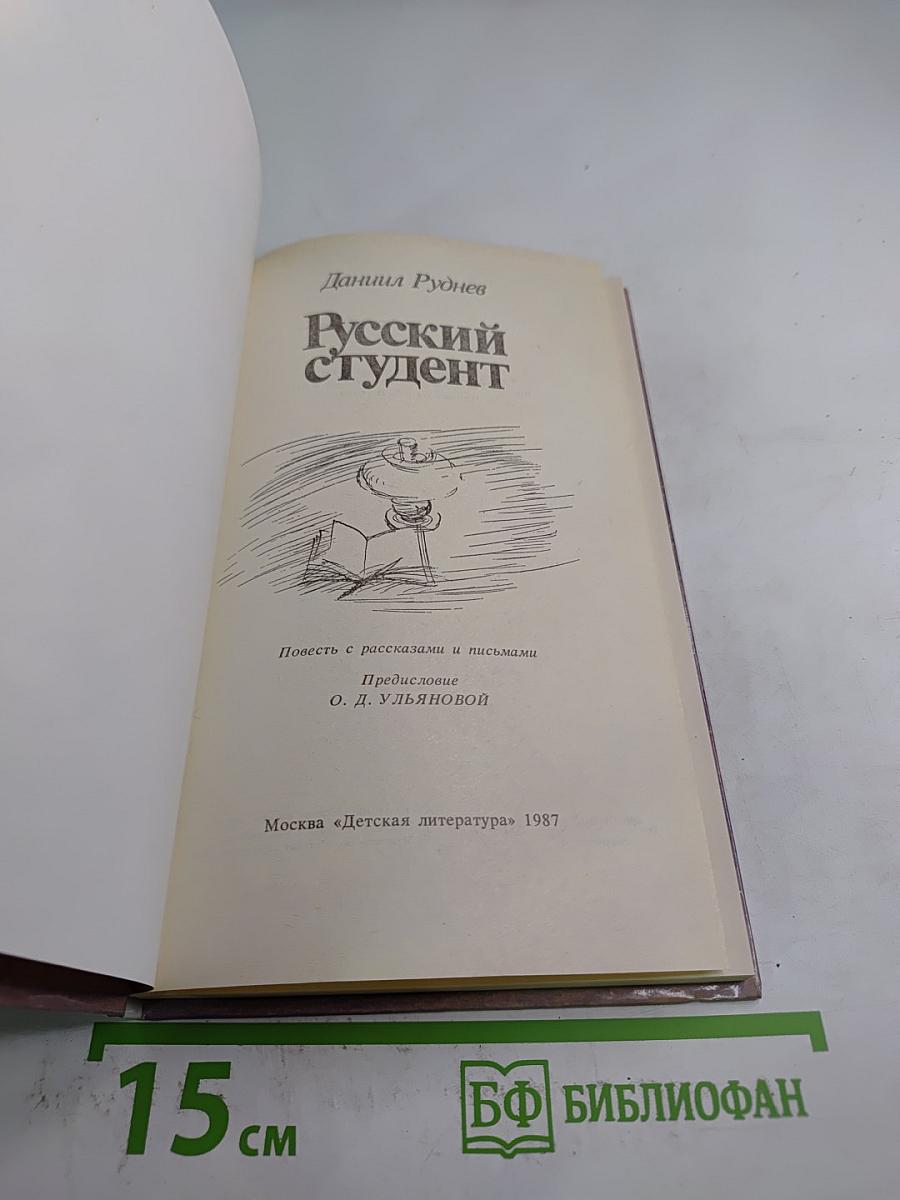 Даниил Руднев
Русский
студент
Повесть с рассказами и письмами
Предисловие
О. Д. УЛЬЯНОВОЙ
Москва «Детская литература» 1987
15 см
БФ БИБЛИОФАН